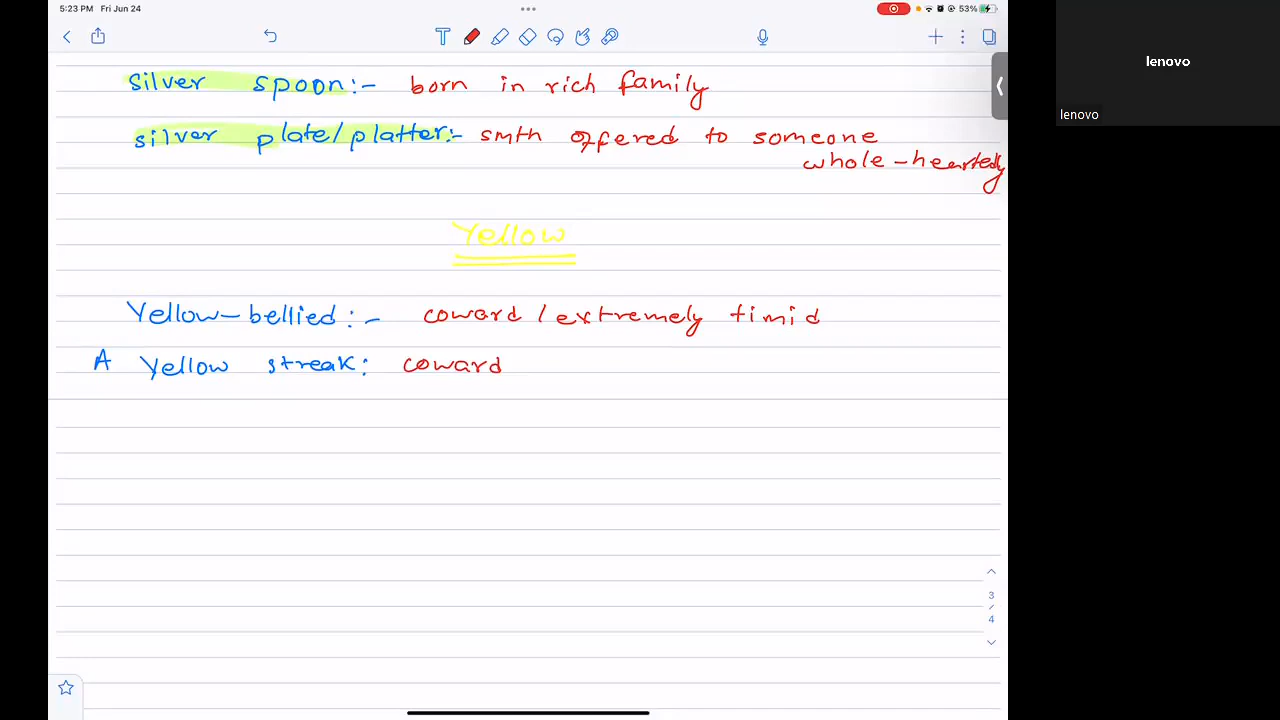 5:23 PM Fri Jun 24
53%
T
lenovo
lenovo
Silver spoon:- born in rich family
silver plate/platter:- smth offered to someone
whole-heartedly
Yellow
Yellow-bellied:- coward / extremely timid
A Yellow streak: coward
3
/
4